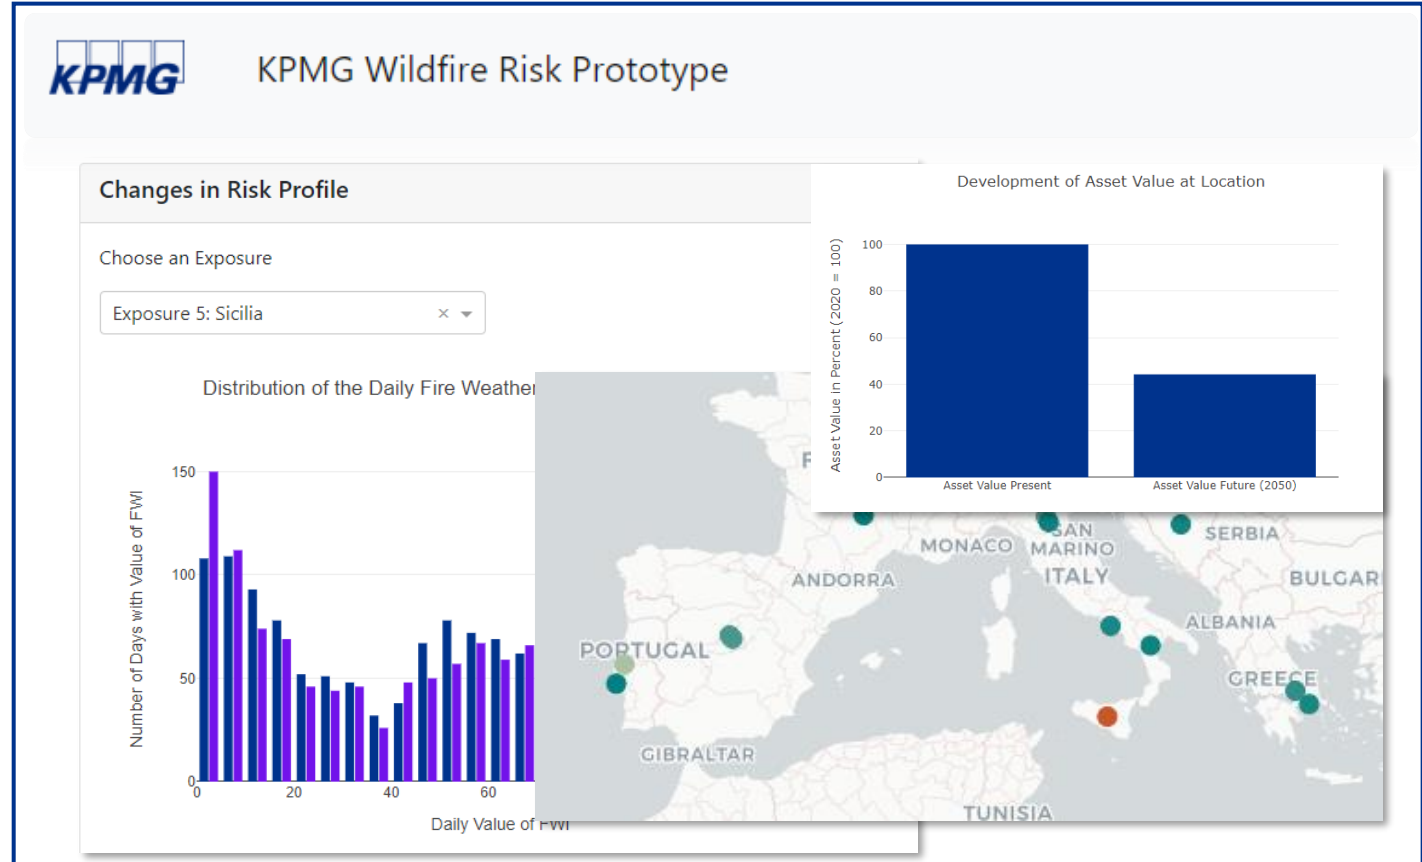 KPMG
KPMG Wildfire Risk Prototype
Changes in Risk Profile
Choose an Exposure
Exposure 5: Sicilia
Distribution of the Daily Fire Weather
Number of Days with Value of FWI
150
100
50
0
0
20
40
60
Daily Value of FWI
Development of Asset Value at Location
Asset Value in Percent (2020 = 100)
100
80
60
40
20
0
Asset Value Present
Asset Value Future (2050)
F
MONACO
SAN
MARINO
SERBIA
ANDORRA
ITALY
BULGAR
ALBANIA
PORTUGAL
GREECE
GIBRALTAR
TUNISIA